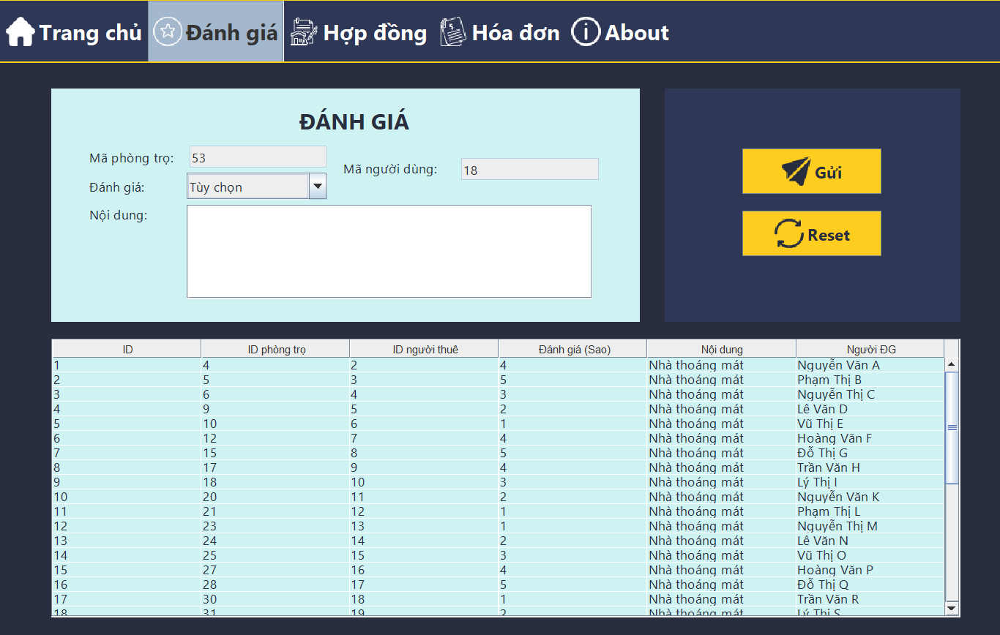 Trang chủ Đánh giá Hợp đồng Hóa đơn About
ĐÁNH GIÁ
Mã phòng trọ: 53
Mã người dùng: 18
Đánh giá: Tùy chọn
Nội dung:
Gửi
Reset
ID ID phòng trọ ID người thuê Đánh giá (Sao) Nội dung Người ĐG
1 4 2 4 Nhà thoáng mát Nguyễn Văn A
2 5 3 5 Nhà thoáng mát Phạm Thị B
3 6 4 3 Nhà thoáng mát Nguyễn Thị C
4 9 5 2 Nhà thoáng mát Lê Văn D
5 10 6 1 Nhà thoáng mát Vũ Thị E
6 12 7 4 Nhà thoáng mát Hoàng Văn F
7 15 8 5 Nhà thoáng mát Đỗ Thị G
8 17 9 4 Nhà thoáng mát Trần Văn H
9 18 10 3 Nhà thoáng mát Lý Thị I
10 20 11 2 Nhà thoáng mát Nguyễn Văn K
11 21 12 1 Nhà thoáng mát Phạm Thị L
12 23 13 1 Nhà thoáng mát Nguyễn Thị M
13 24 14 2 Nhà thoáng mát Lê Văn N
14 25 15 3 Nhà thoáng mát Vũ Thị O
15 27 16 4 Nhà thoáng mát Hoàng Văn P
16 28 17 5 Nhà thoáng mát Đỗ Thị Q
17 30 18 1 Nhà thoáng mát Trần Văn R
18 31 19 2 Nhà thoáng mát Lý Thị S